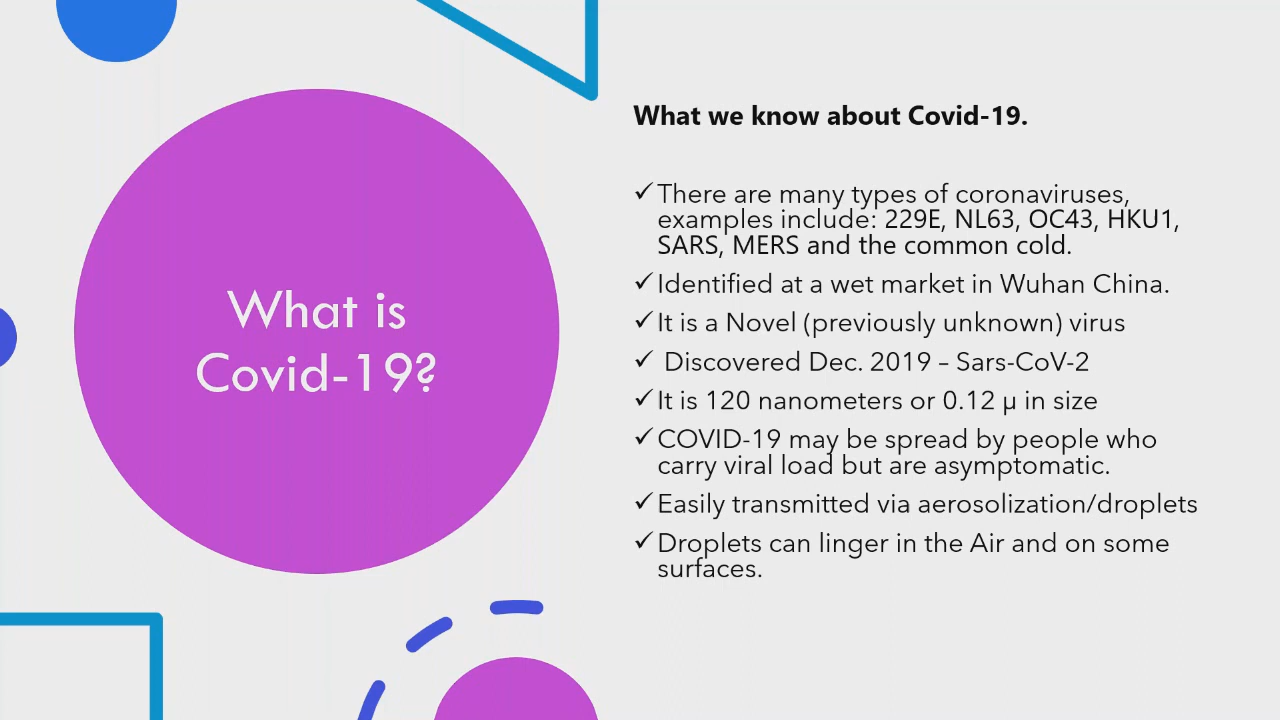 What is
Covid-19?
What we know about Covid-19.
✓ There are many types of coronaviruses,
examples include: 229E, NL63, OC43, HKU1,
SARS, MERS and the common cold.
✓ Identified at a wet market in Wuhan China.
✓ It is a Novel (previously unknown) virus
✓ Discovered Dec. 2019 – Sars-CoV-2
✓ It is 120 nanometers or 0.12 µ in size
✓ COVID-19 may be spread by people who
carry viral load but are asymptomatic.
✓ Easily transmitted via aerosolization/droplets
✓ Droplets can linger in the Air and on some
surfaces.